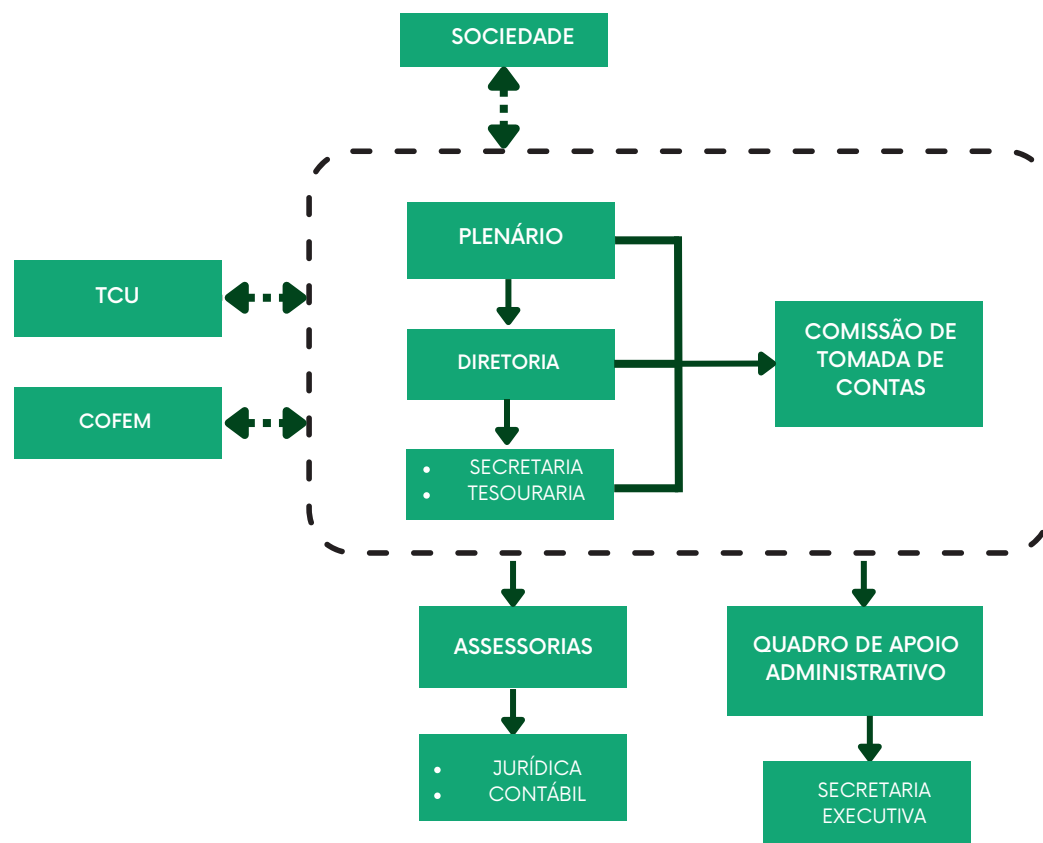 SOCIEDADE
PLENÁRIO
TCU
DIRETORIA
COMISSÃO DE
TOMADA DE
CONTAS
COFEM
• SECRETARIA
• TESOURARIA
ASSESSORIAS
QUADRO DE APOIO
ADMINISTRATIVO
• JURÍDICA
• CONTÁBIL
SECRETARIA
EXECUTIVA